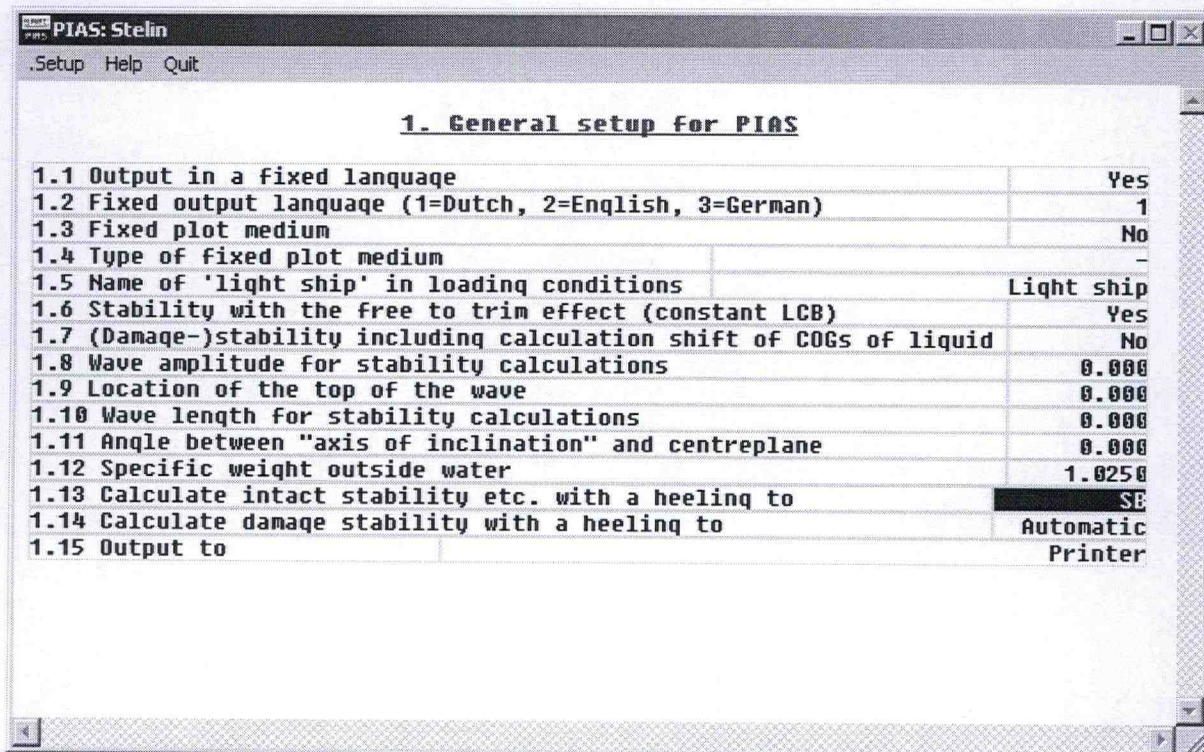 PIAS: Stelin
.Setup Help Quit
1. General setup for PIAS
1.1 Output in a fixed language Yes
1.2 Fixed output language (1=Dutch, 2=English, 3=German) 1
1.3 Fixed plot medium No
1.4 Type of fixed plot medium -
1.5 Name of 'light ship' in loading conditions Light ship
1.6 Stability with the free to trim effect (constant LCB) Yes
1.7 (Damage-)stability including calculation shift of COGs of liquid No
1.8 Wave amplitude for stability calculations 0.000
1.9 Location of the top of the wave 0.000
1.10 Wave length for stability calculations 0.000
1.11 Angle between "axis of inclination" and centreplane 0.000
1.12 Specific weight outside water 1.0250
1.13 Calculate intact stability etc. with a heeling to SB
1.14 Calculate damage stability with a heeling to Automatic
1.15 Output to Printer